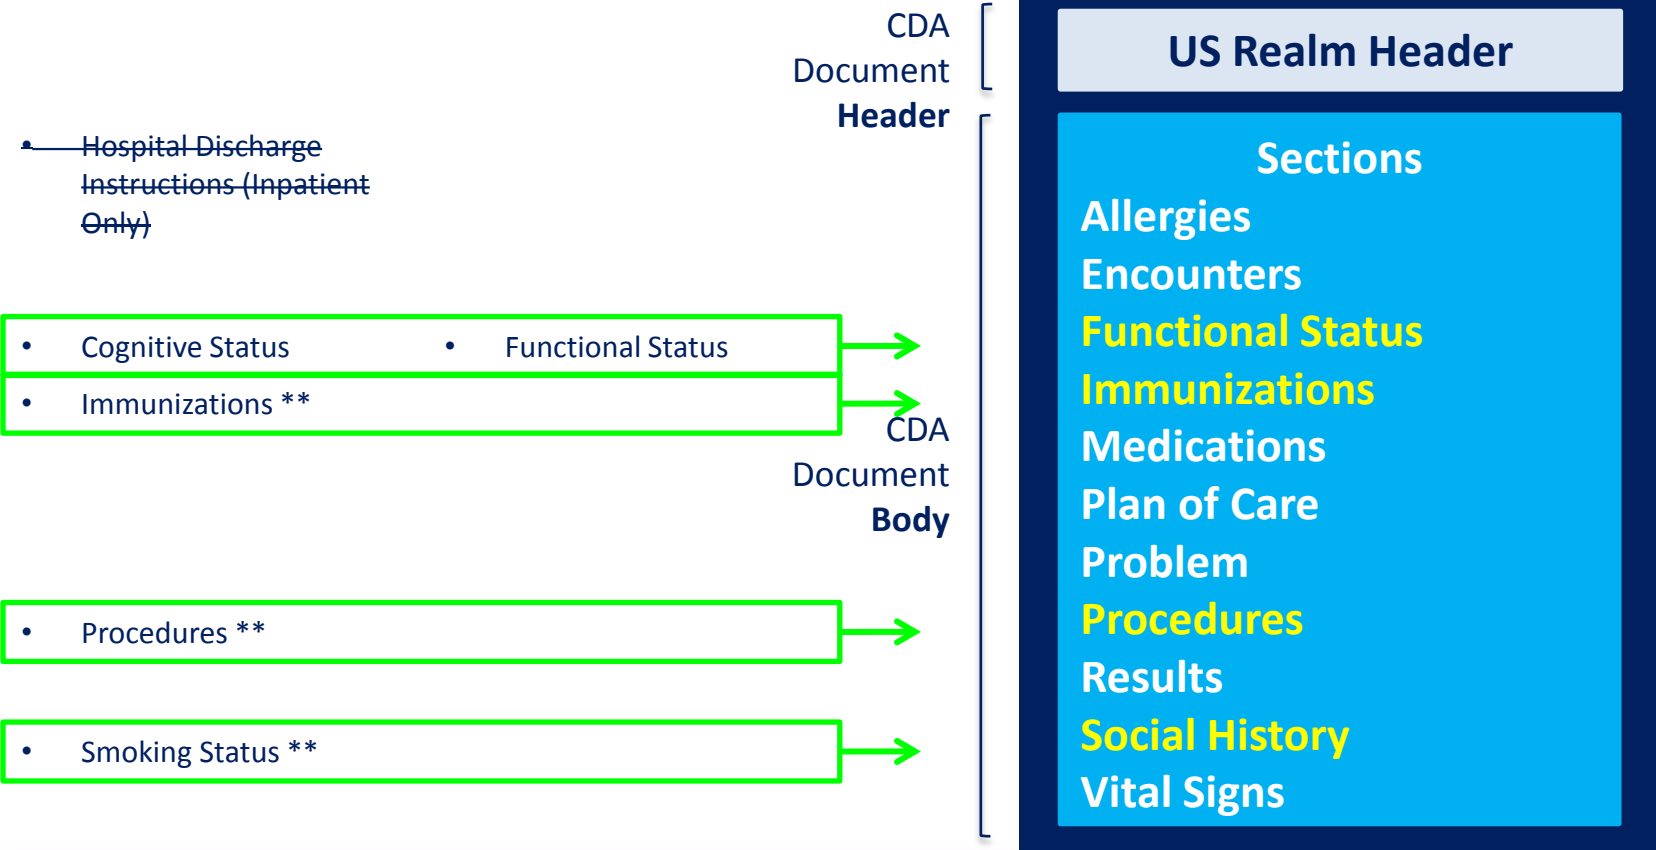 CDA
Document
Header
• Hospital Discharge
Instructions (Inpatient
Only)
• Cognitive Status • Functional Status
• Immunizations **
CDA
Document
Body
• Procedures **
• Smoking Status **
US Realm Header
Sections
Allergies
Encounters
Functional Status
Immunizations
Medications
Plan of Care
Problem
Procedures
Results
Social History
Vital Signs